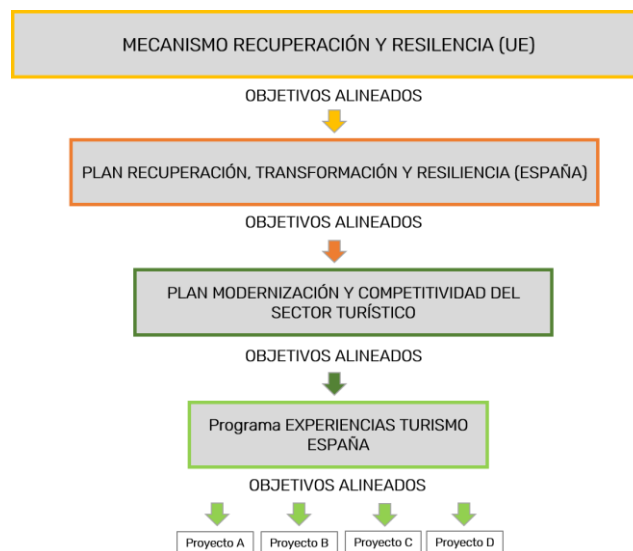 MECANISMO RECUPERACIÓN Y RESILENCIA (UE)
OBJETIVOS ALINEADOS
PLAN RECUPERACIÓN, TRANSFORMACIÓN Y RESILIENCIA (ESPAÑA)
OBJETIVOS ALINEADOS
PLAN MODERNIZACIÓN Y COMPETITIVIDAD DEL
SECTOR TURÍSTICO
OBJETIVOS ALINEADOS
Programa EXPERIENCIAS TURISMO
ESPAÑA
OBJETIVOS ALINEADOS
Proyecto A Proyecto B Proyecto C Proyecto D